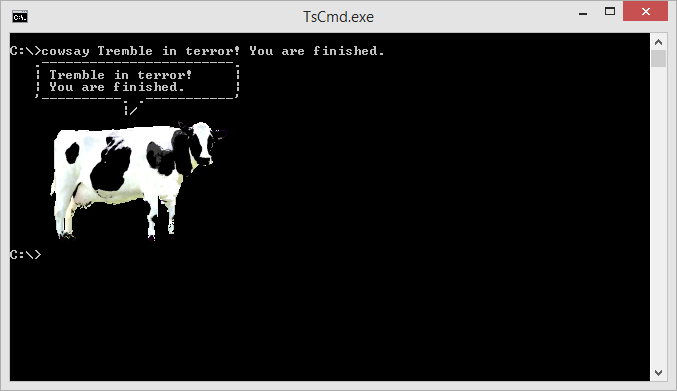 TsCmd.exe
C:\>cowsay Tremble in terror! You are finished.
Tremble in terror!
You are finished.
C:\>